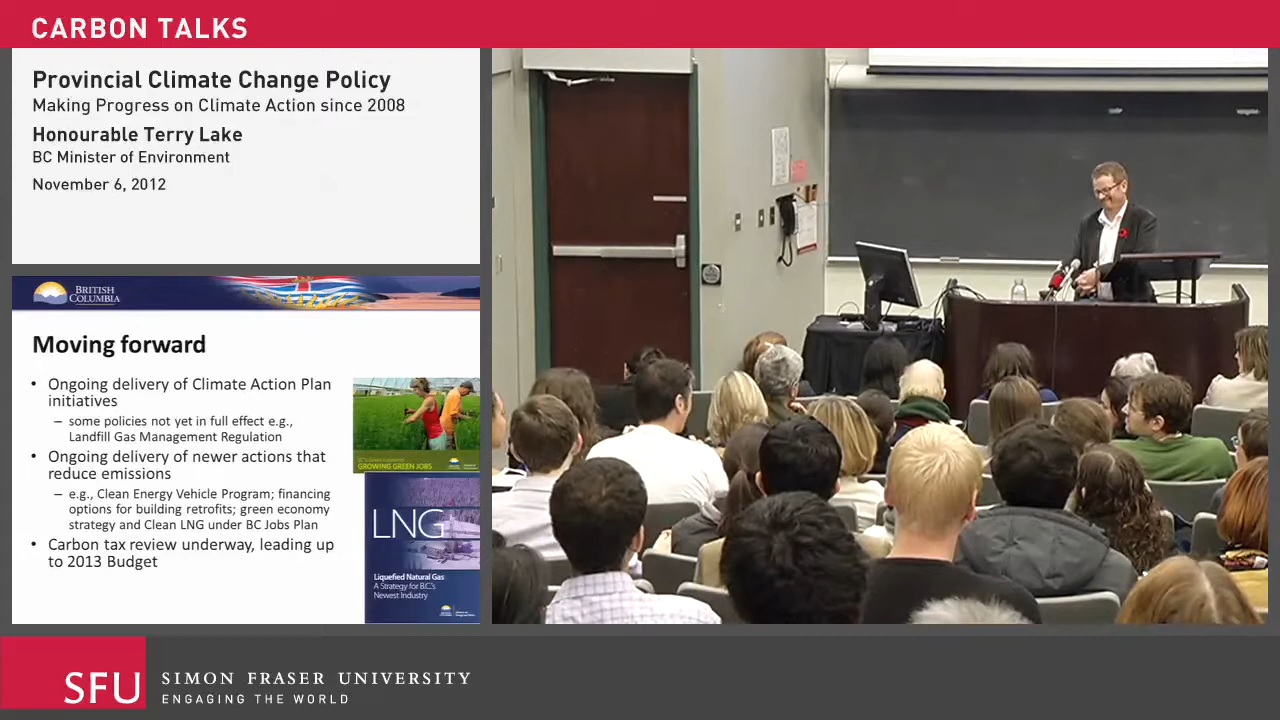 CARBON TALKS
Provincial Climate Change Policy
Making Progress on Climate Action since 2008
Honourable Terry Lake
BC Minister of Environment
November 6, 2012
BRITISH
COLUMBIA
Moving forward
• Ongoing delivery of Climate Action Plan
initiatives
– some policies not yet in full effect e.g.,
Landfill Gas Management Regulation
• Ongoing delivery of newer actions that
reduce emissions
– e.g., Clean Energy Vehicle Program; financing
options for building retrofits; green economy
strategy and Clean LNG under BC Jobs Plan
• Carbon tax review underway, leading up
to 2013 Budget
GROWING GREEN JOBS
LNG
Liquefied Natural Gas
A Strategy for B.C.'s
Newest Industry
SFU
SIMON FRASER UNIVERSITY
ENGAGING THE WORLD